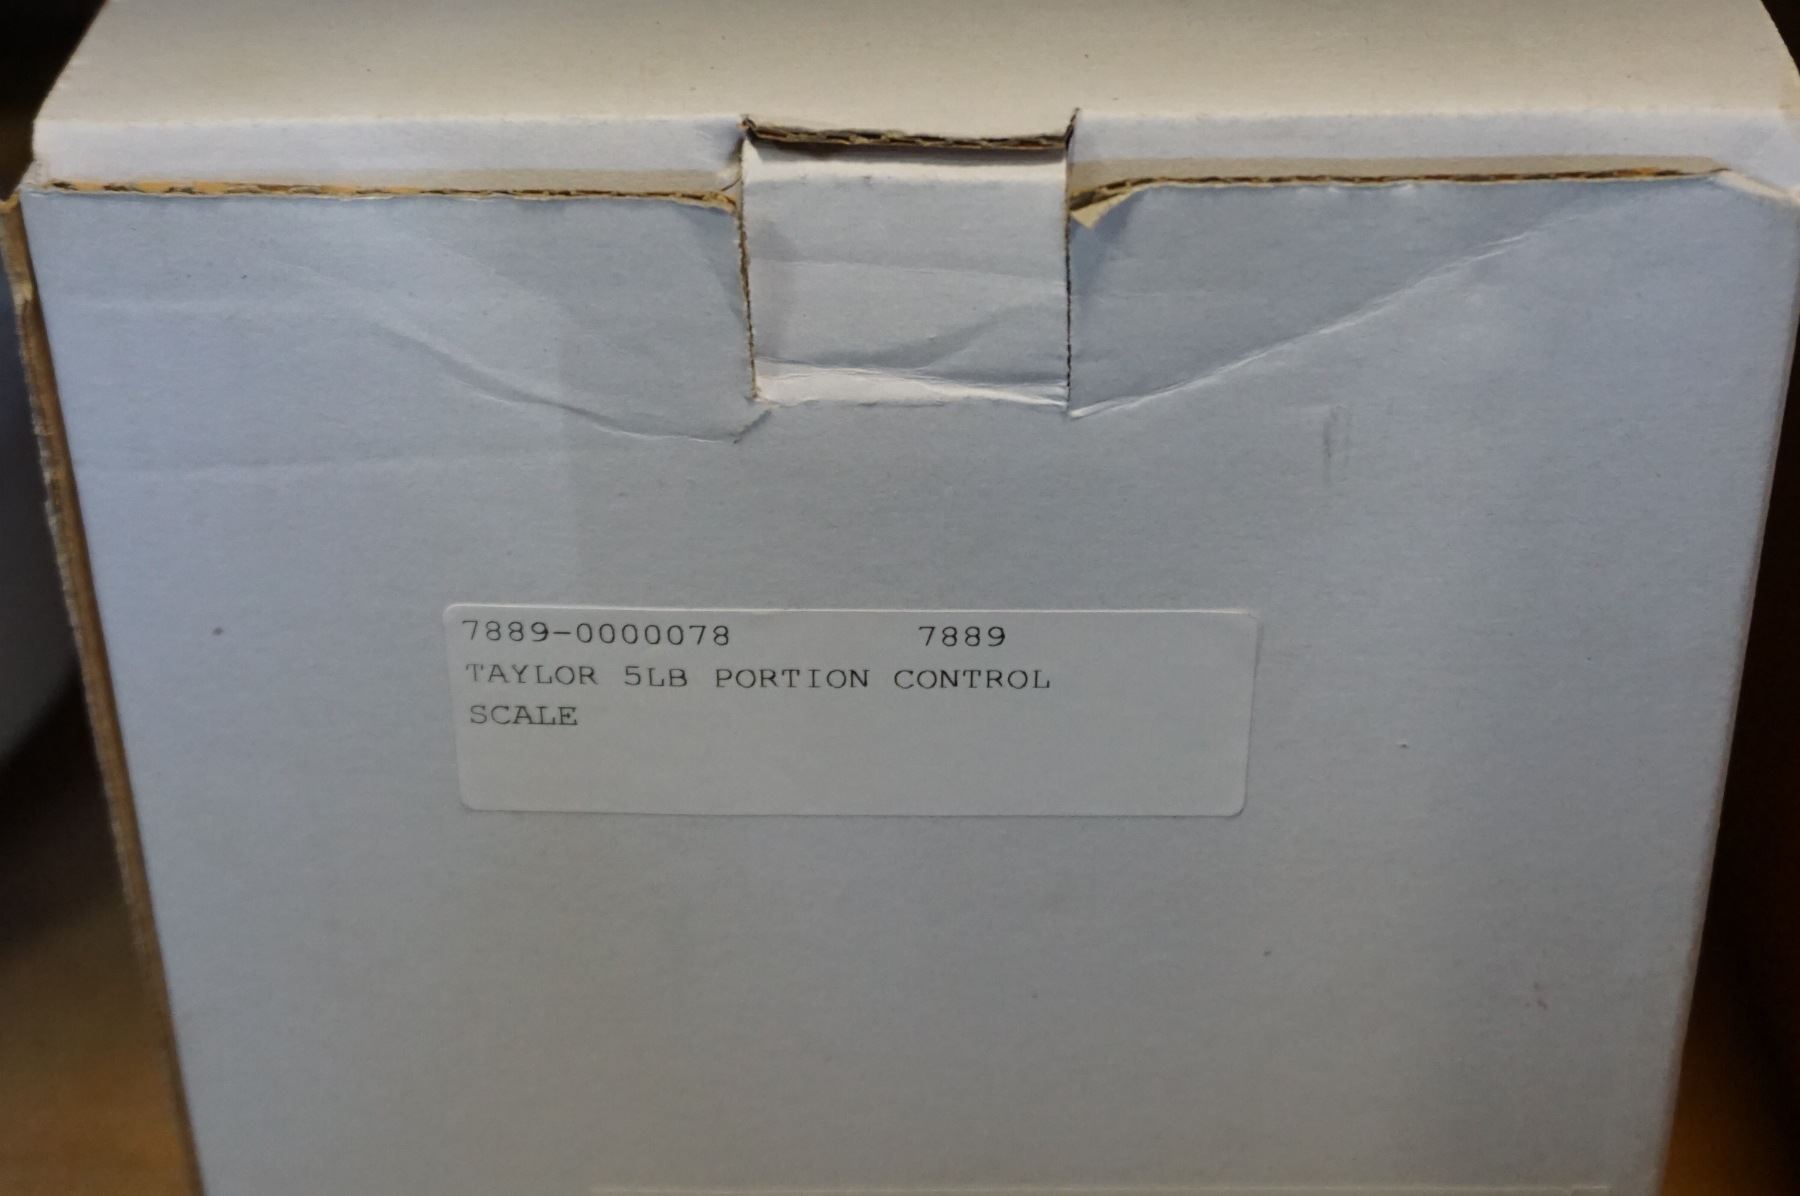 7889-0000078 7889
TAYLOR 5LB PORTION CONTROL
SCALE